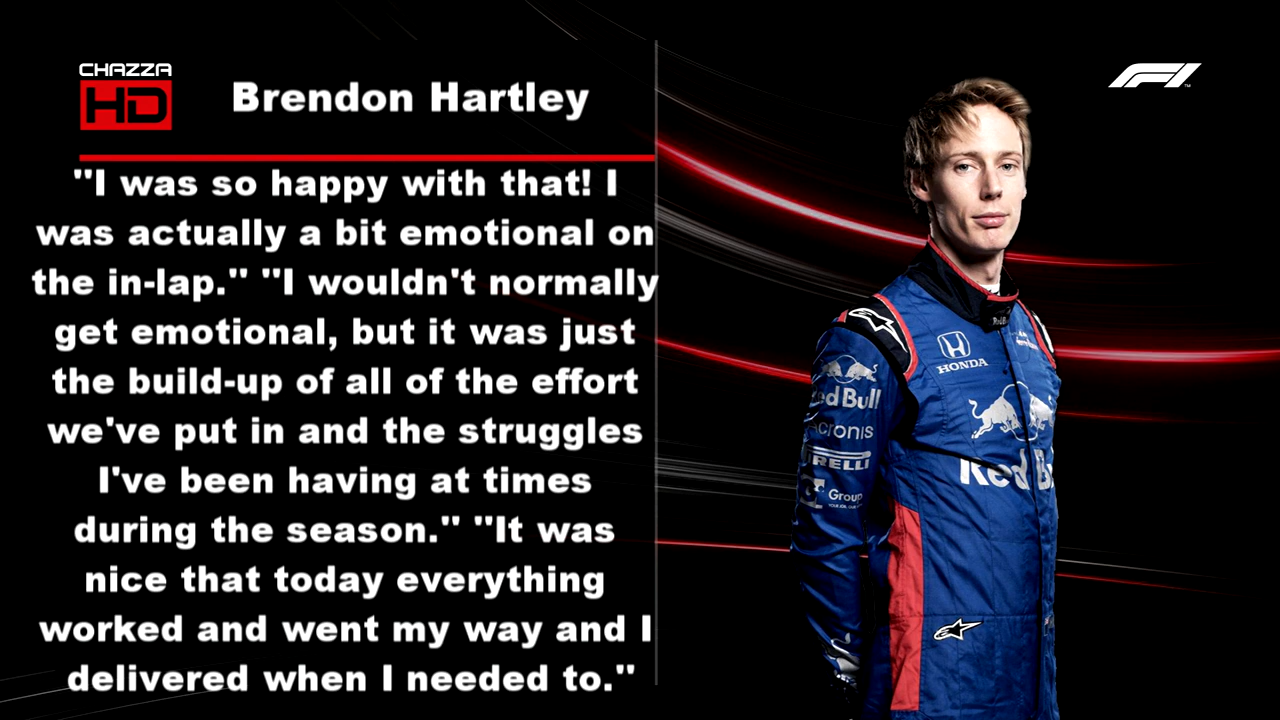 CHAZZA
HD
Brendon Hartley
F1
"I was so happy with that! I
was actually a bit emotional on
the in-lap." "I wouldn't normally
get emotional, but it was just
the build-up of all of the effort
we've put in and the struggles
I've been having at times
during the season." "It was
nice that today everything
worked and went my way and I
delivered when I needed to."
HONDA
Red Bull
Acronis
PIRELLI
Group
Red B